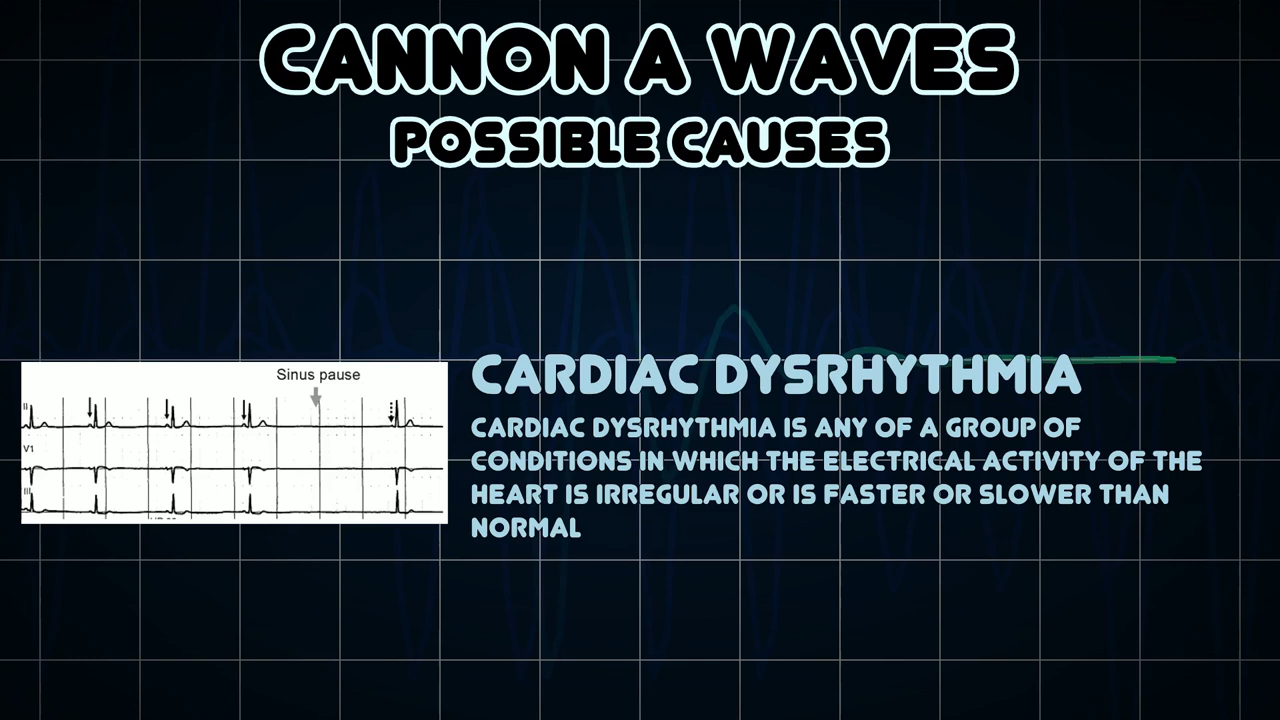 CANNON A WAVES
POSSIBLE CAUSES
Sinus pause
II
V1
III
CARDIAC DYSRHYTHMIA
CARDIAC DYSRHYTHMIA IS ANY OF A GROUP OF
CONDITIONS IN WHICH THE ELECTRICAL ACTIVITY OF THE
HEART IS IRREGULAR OR IS FASTER OR SLOWER THAN
NORMAL